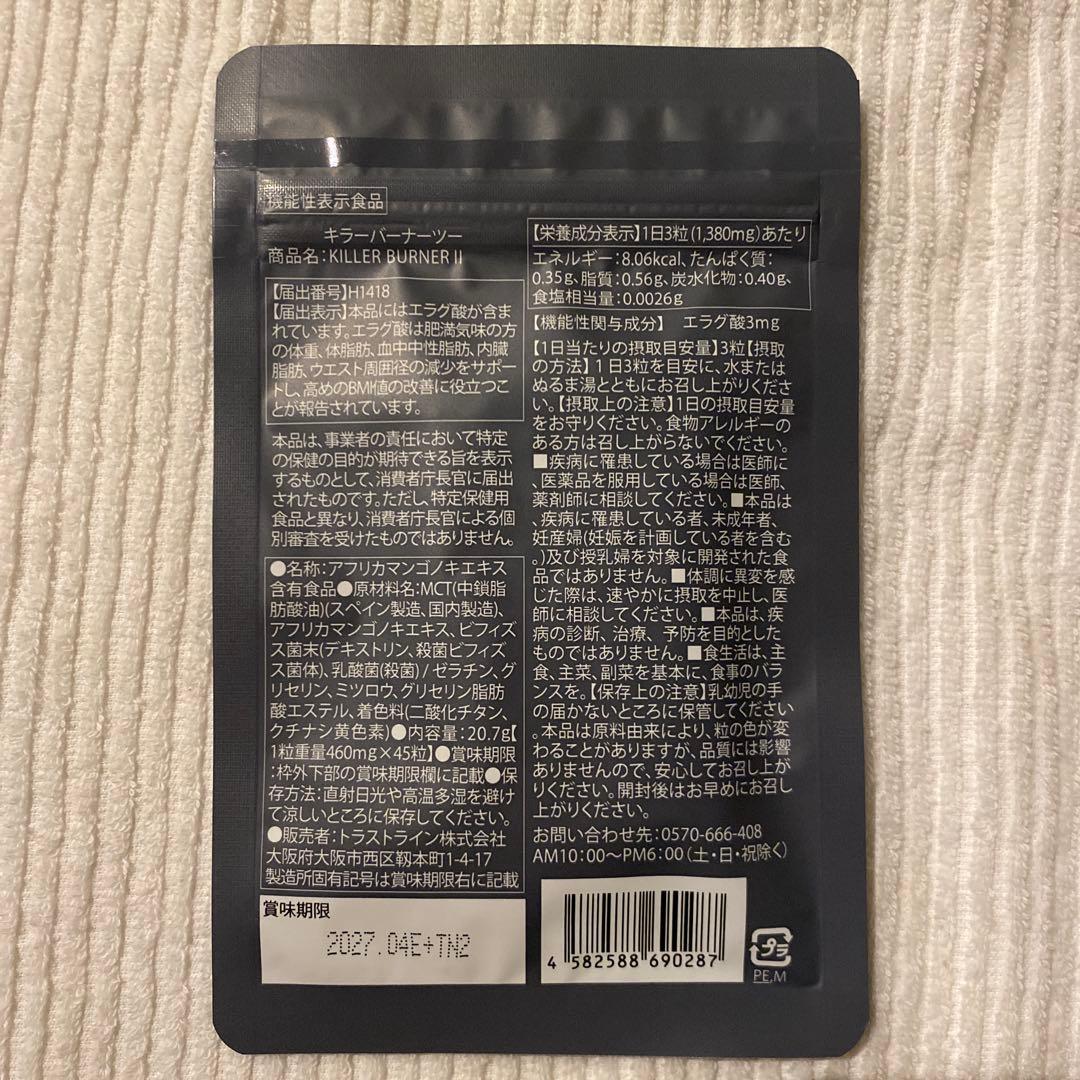 機能性表示食品
キラーバーナーツー
商品名:KILLER BURNER II
【届出番号】H1418
【届出表示】本品にはエラグ酸が含ま
れています。エラグ酸は肥満気味の方
の体重、体脂肪、血中中性脂肪、内臓
脂肪、ウエスト周囲径の減少をサポー
トし、高めのBMI値の改善に役立つこ
とが報告されています。
本品は、事業者の責任において特定
の保健の目的が期待できる旨を表示
するものとして、消費者庁長官に届出
されたものです。ただし、特定保健用
食品と異なり、消費者庁長官による個
別審査を受けたものではありません。
●名称:アフリカマンゴノキエキス
含有食品●原材料名:MCT(中鎖脂
肪酸油)(スペイン製造、国内製造)、
アフリカマンゴノキエキス、ビフィズ
ス菌末(デキストリン、殺菌ビフィズ
ス菌体)、乳酸菌(殺菌) / ゼラチン、グ
リセリン、ミツロウ、グリセリン脂肪
酸エステル、着色料(二酸化チタン、
クチナシ黄色素)●内容量:20.7g【
1粒重量460mg×45粒】●賞味期限
:枠外下部の賞味期限欄に記載●保
存方法:直射日光や高温多湿を避け
て涼しいところに保存してください。
●販売者:トラストライン株式会社
大阪府大阪市西区靱本町1-4-17
製造所固有記号は賞味期限右に記載
賞味期限
2027.04E+TN2
【栄養成分表示】1日3粒(1,380mg)あたり
エネルギー:8.06kcal、たんぱく質:
0.35g、脂質:0.56g、炭水化物:0.40g、
食塩相当量:0.0026g
【機能性関与成分】 エラグ酸3mg
【1日当たりの摂取目安量】3粒【摂取
の方法】1日3粒を目安に、水または
ぬるま湯とともにお召し上がりくださ
い。【摂取上の注意】1日の摂取目安量
をお守りください。食物アレルギーの
ある方は召し上がらないでください。
■疾病に罹患している場合は医師に
、医薬品を服用している場合は医師、
薬剤師に相談してください。■本品は
、疾病に罹患している者、未成年者、
妊産婦(妊娠を計画している者を含む
。)及び授乳婦を対象に開発された食
品ではありません。■体調に異変を感
じた際は、速やかに摂取を中止し、医
師に相談してください。■本品は、疾
病の診断、治療、予防を目的とした
ものではありません。■食生活は、主
食、主菜、副菜を基本に、食事のバラ
ンスを。【保存上の注意】乳幼児の手
の届かないところに保管してください
。本品は原料由来により、粒の色が変
わることがありますが、品質には影響
ありませんので、安心してお召し上が
りください。開封後はお早めにお召し
上がりください。
お問い合わせ先:0570-666-408
AM10:00～PM6:00(土・日・祝除く)
4 582588 690287
プラ
PE,M